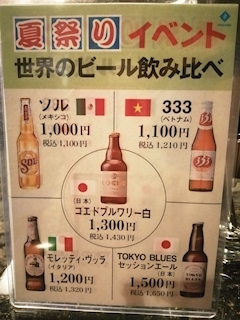 夏祭りイベント
世界のビール飲み比べ
ソル
(メキシコ)
1,000円
税込 1,100円
333
(ベトナム)
1,100円
税込 1,210円
(日本)
コエドブルワリー白
1,300円
税込 1,430円
モレッティ・ヴッラ
(イタリア)
1,200円
税込 1,320円
TOKYO BLUES
セッションエール
(日本)
1,500円
税込 1,650円
SOL
333
TOKYO
BLUES